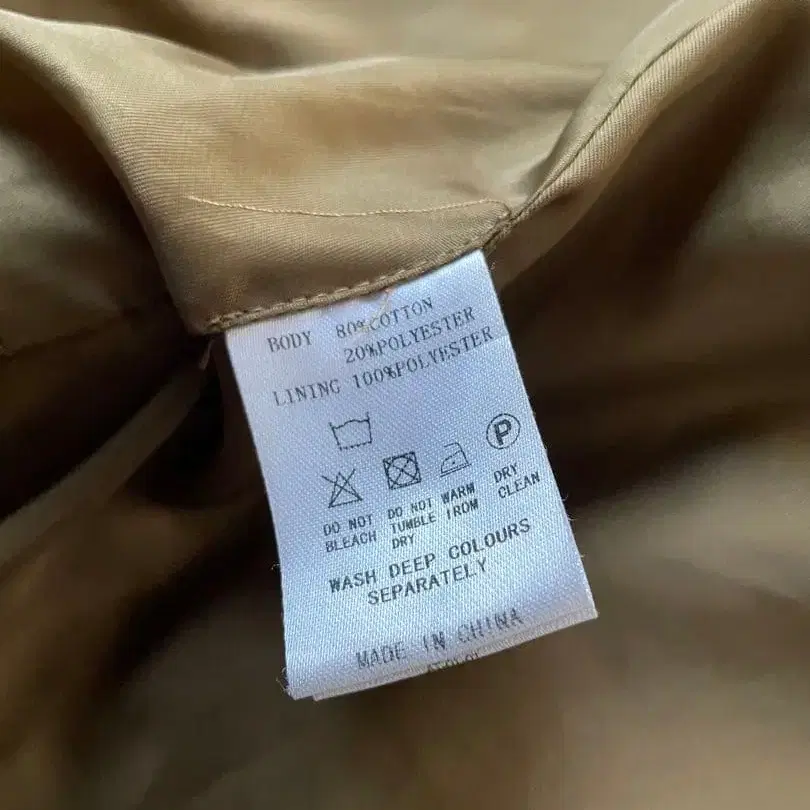 BODY 80%COTTON
20%POLYESTER
LINING 100%POLYESTER
P
DO NOT BLEACH
DO NOT TUMBLE DRY
WARM IROM
DRY CLEAN
WASH DEEP COLOURS
SEPARATELY
MADE IN CHINA